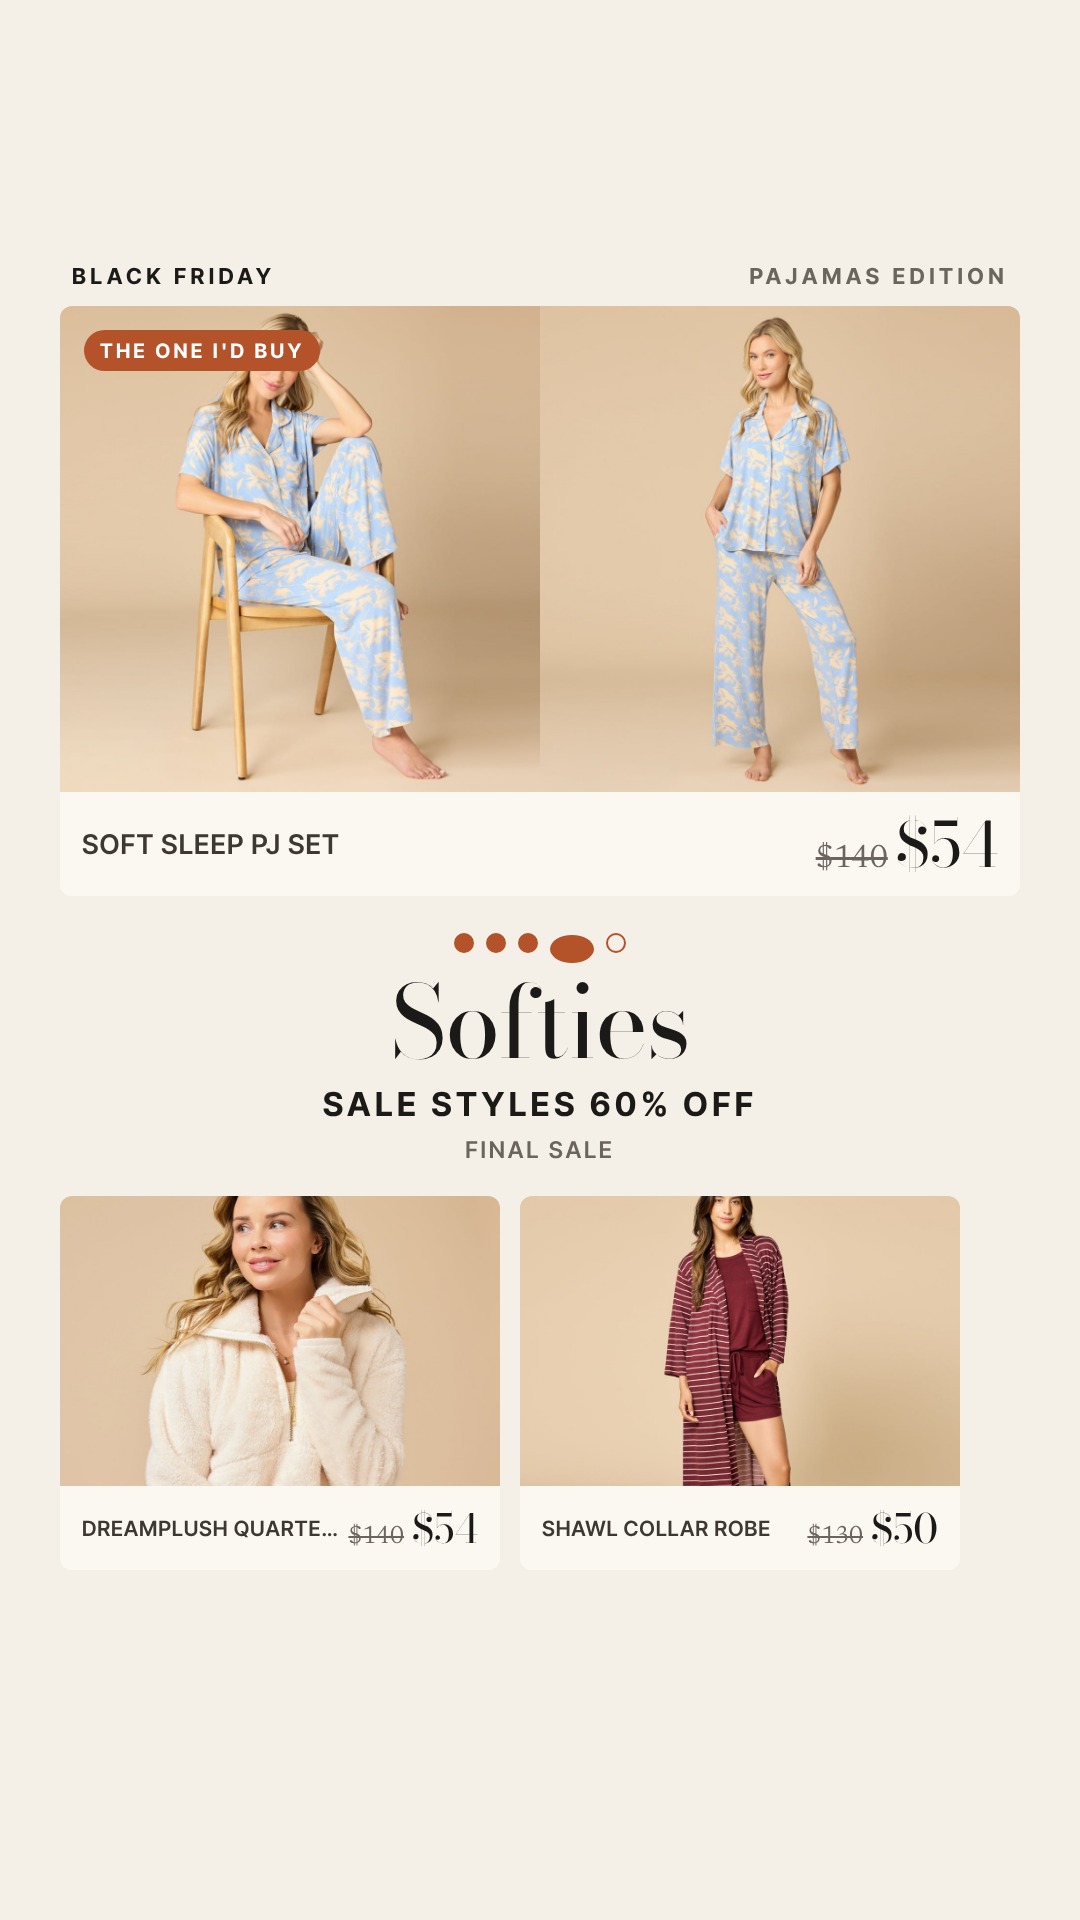 BLACK FRIDAY
PAJAMAS EDITION
THE ONE I'D BUY
SOFT SLEEP PJ SET
$140 $54
Softies
SALE STYLES 60% OFF
FINAL SALE
DREAMPLUSH QUARTE... $140 $54
SHAWL COLLAR ROBE $130 $50